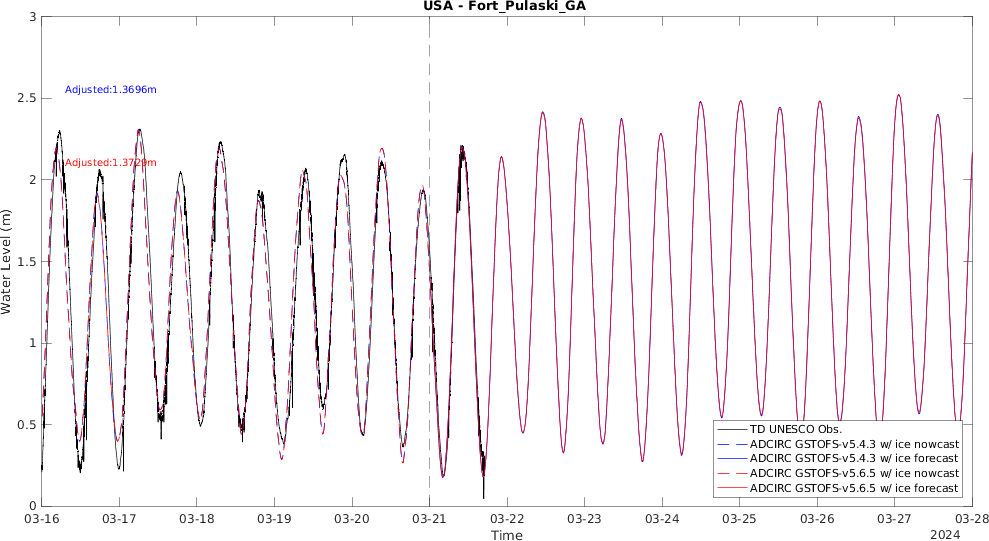 USA - Fort_Pulaski_GA
3
2.5
2
1.5
1
0.5
0
Water Level (m)
Adjusted:1.3696m
Adjusted:1.3729m
TD UNESCO Obs.
ADCIRC GSTOFS-v5.4.3 w/ ice nowcast
ADCIRC GSTOFS-v5.4.3 w/ ice forecast
ADCIRC GSTOFS-v5.6.5 w/ ice nowcast
ADCIRC GSTOFS-v5.6.5 w/ ice forecast
03-16 03-17 03-18 03-19 03-20 03-21 03-22 03-23 03-24 03-25 03-26 03-27 03-28
Time
2024